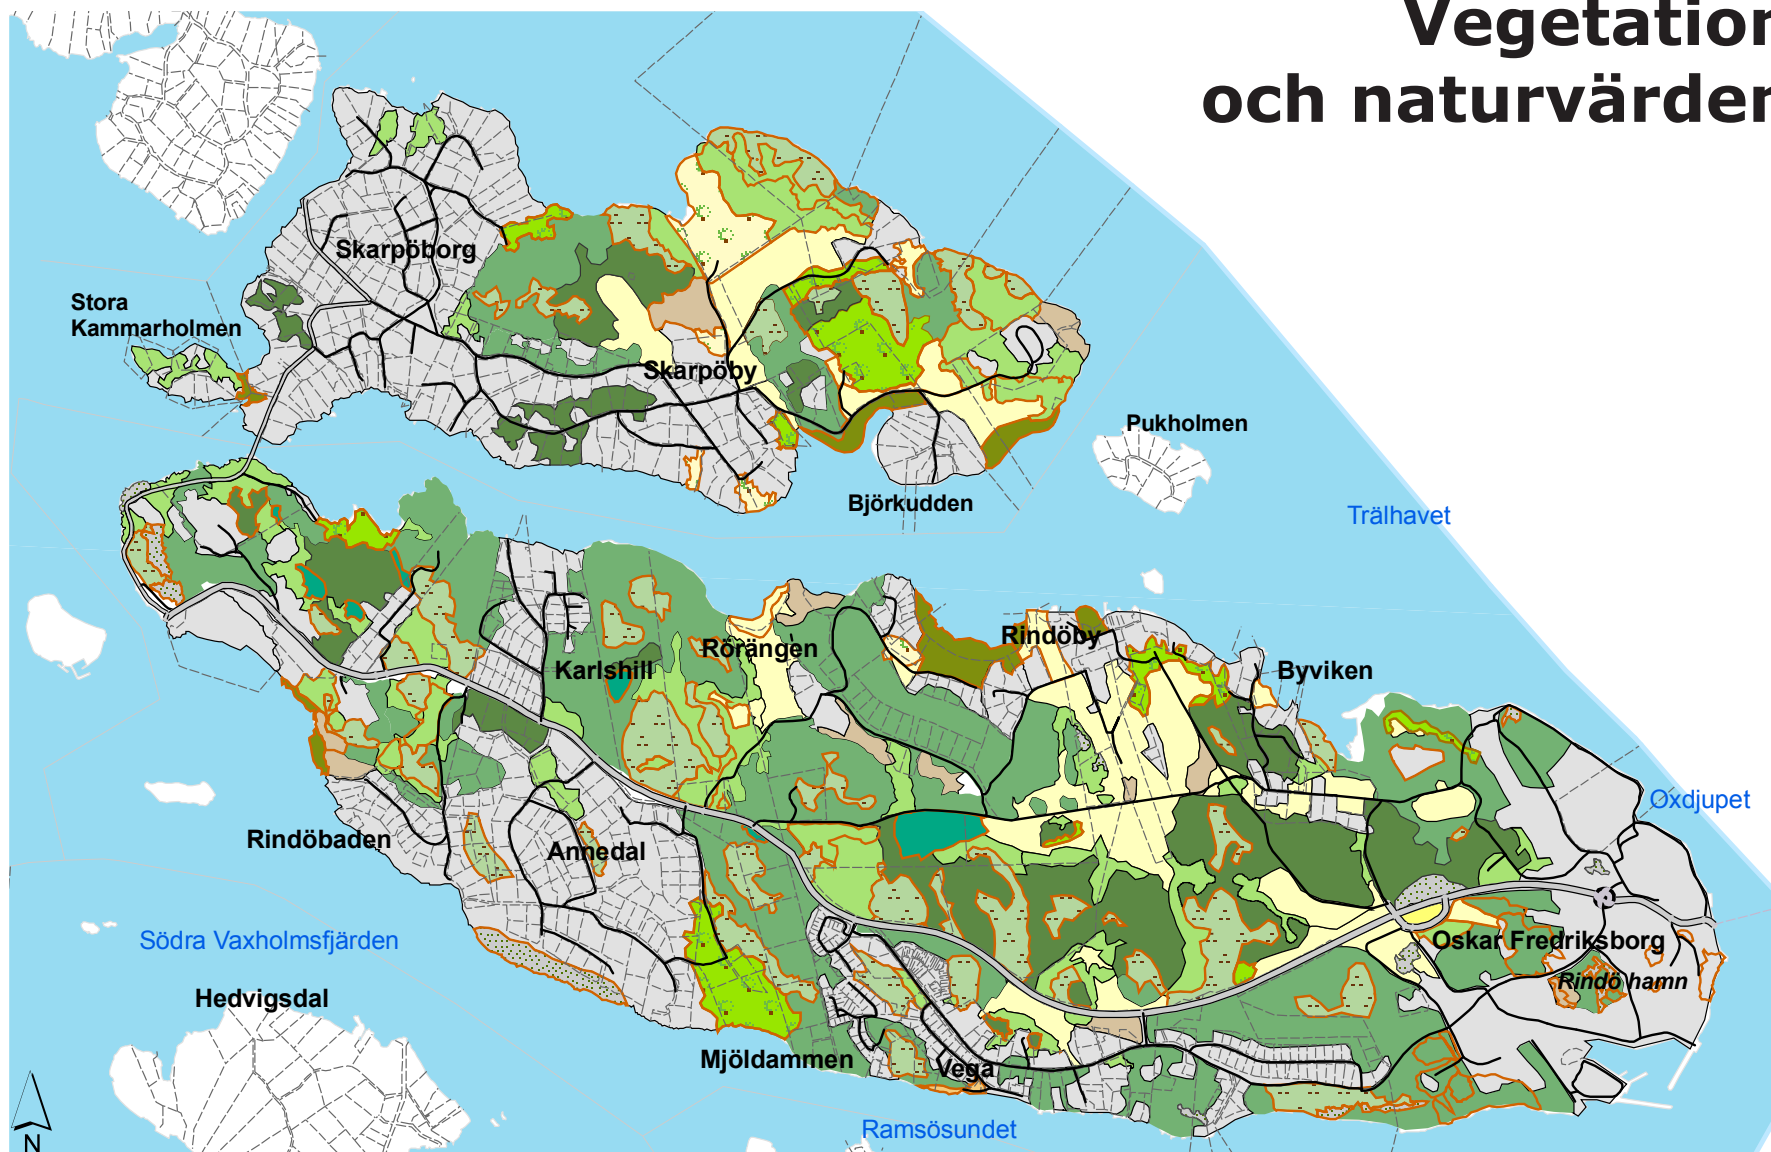 Vegetation
och naturvärden
Skarpöborg
Stora
Kammarholmen
Skarpöby
Pukholmen
Björkudden
Trälhavet
Rindöby
Rörängen
Karlshill
Byviken
Oxdjupet
Rindöbaden
Annedal
Södra Vaxholmsfjärden
Oskar Fredriksborg
Rindö hamn
Hedvigsdal
Mjöldammen
Vega
Ramsösundet
N